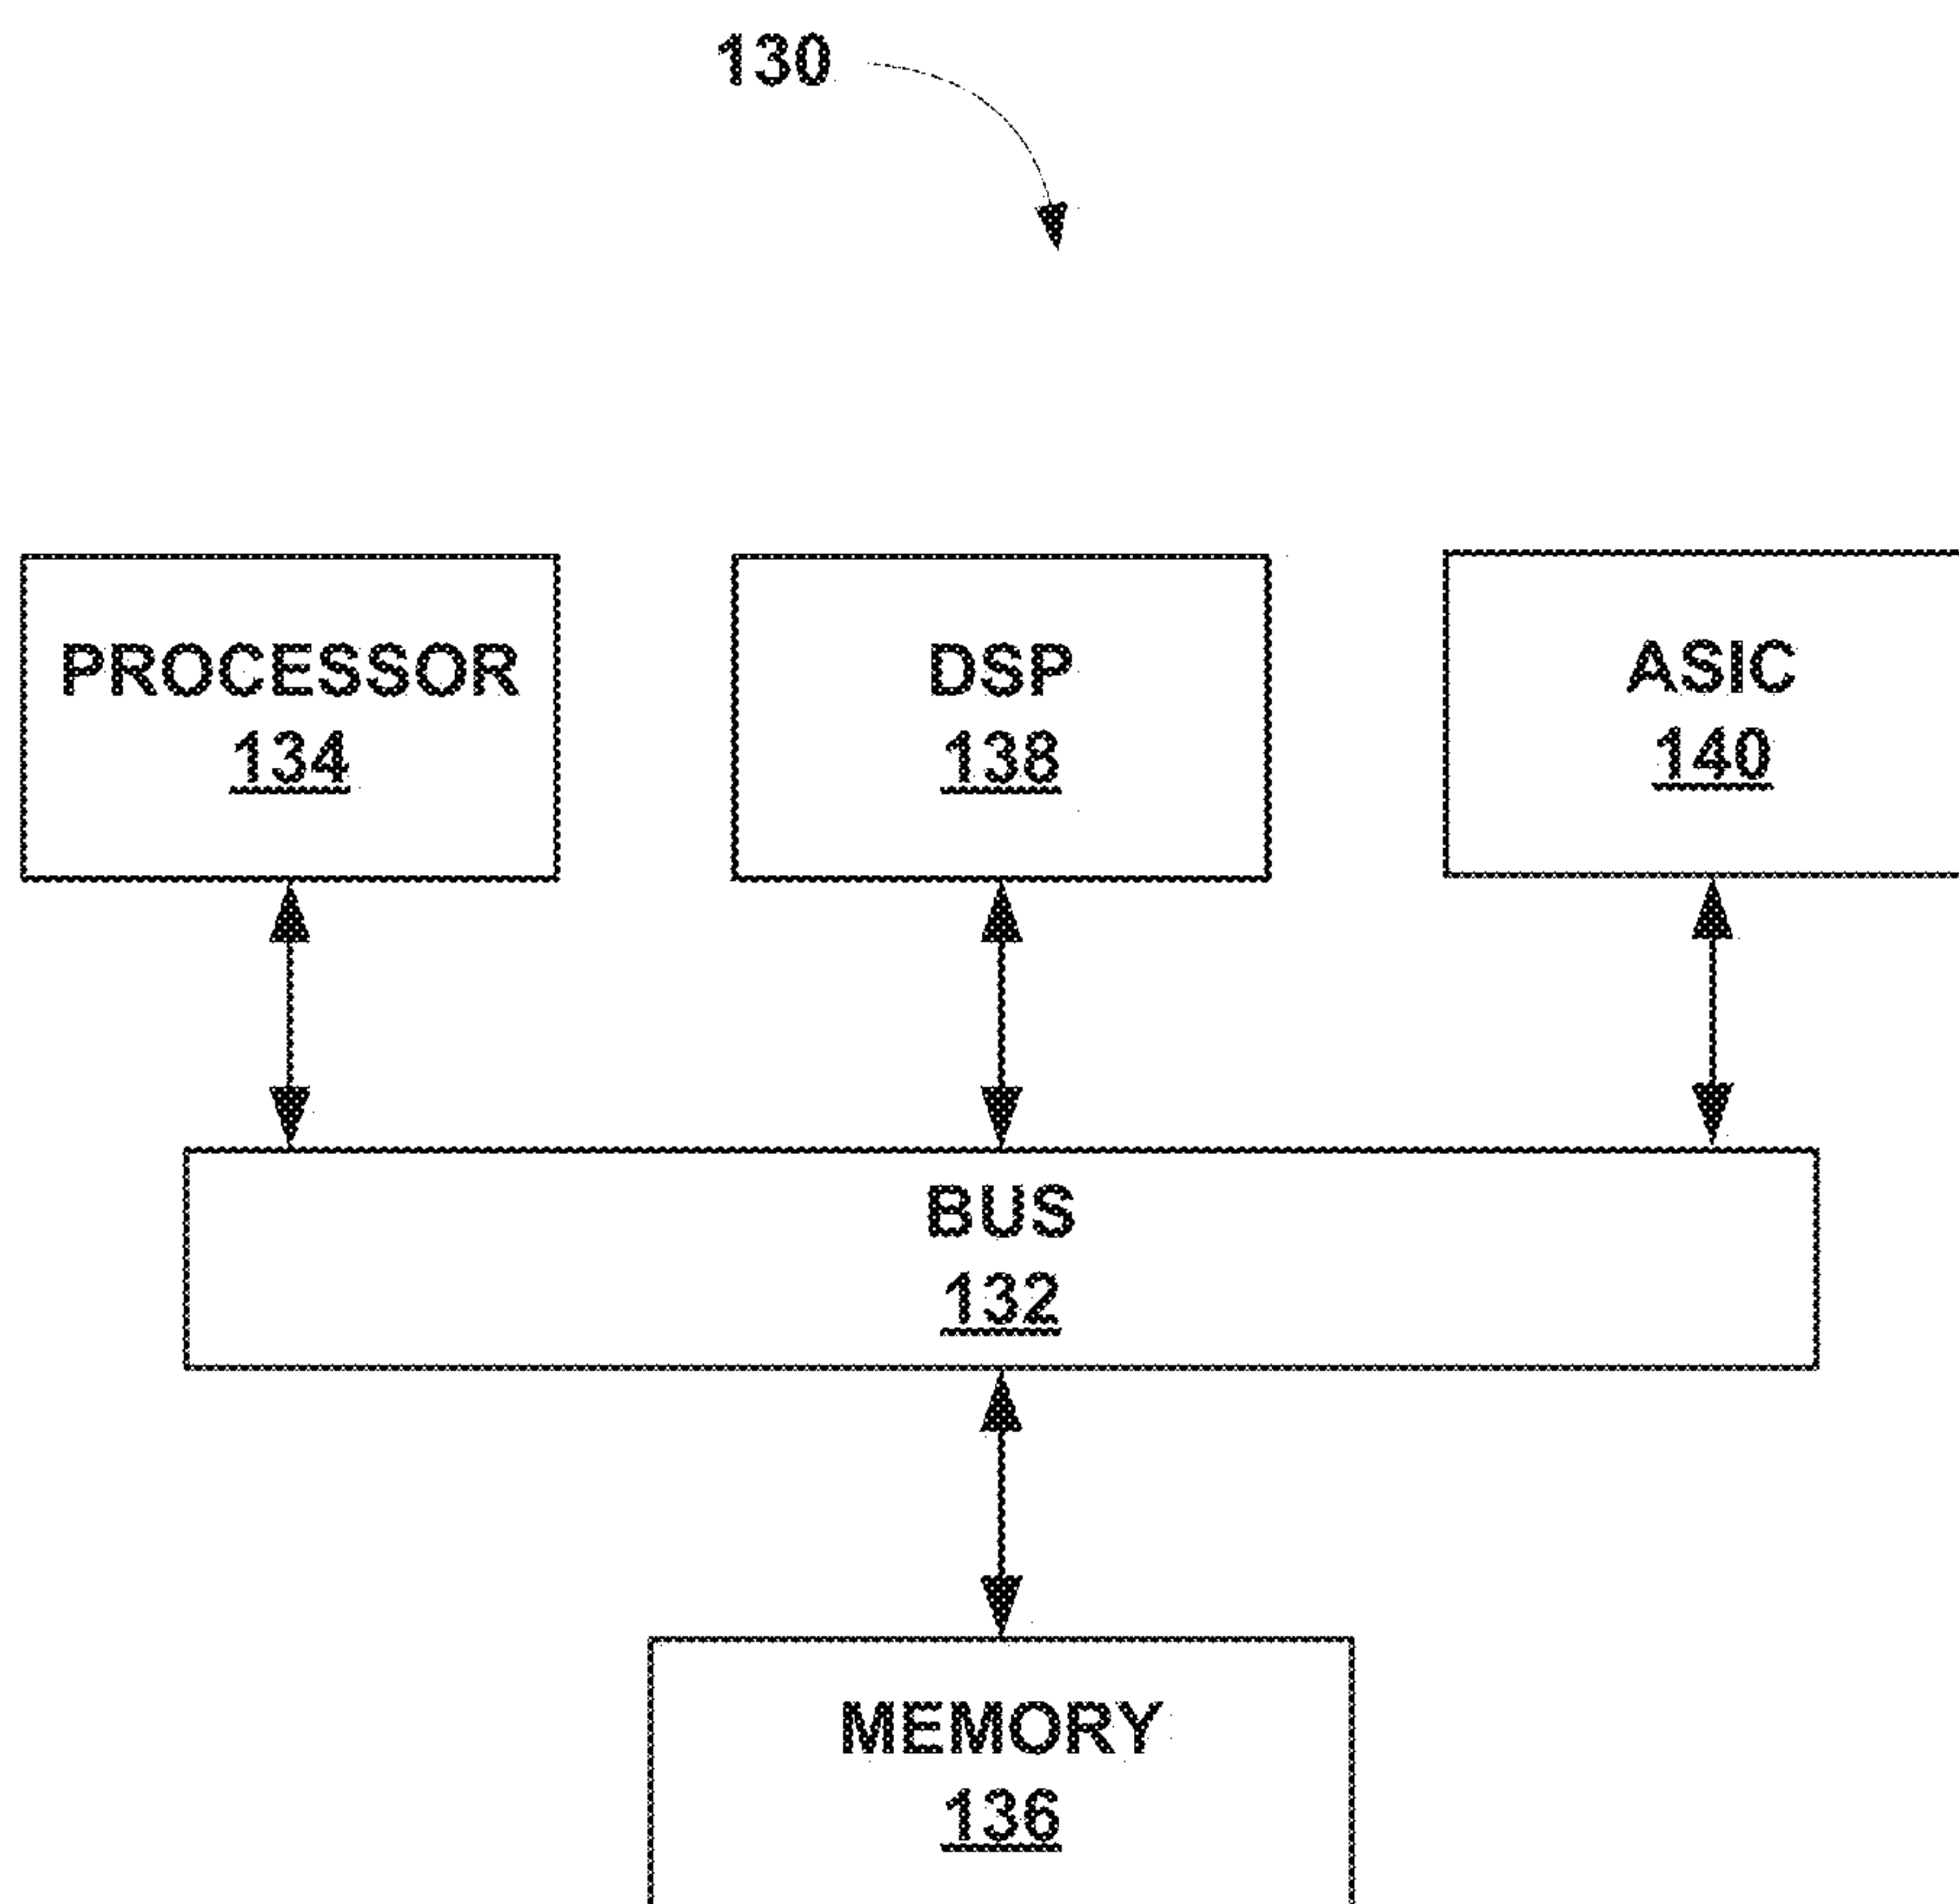 130
PROCESSOR
134
DSP
138
ASIC
140
BUS
132
MEMORY
136